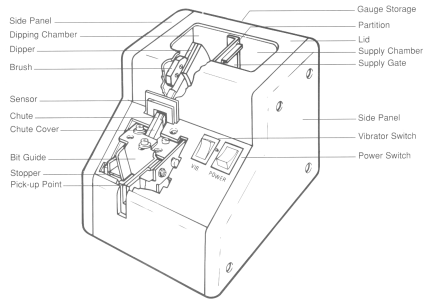 Side Panel
Dipping Chamber
Dipper
Brush
Sensor
Chute
Chute Cover
Bit Guide
Stopper
Pick-up Point
Gauge Storage
Partition
Lid
Supply Chamber
Supply Gate
Side Panel
Vibrator Switch
Power Switch
VIB
POWER